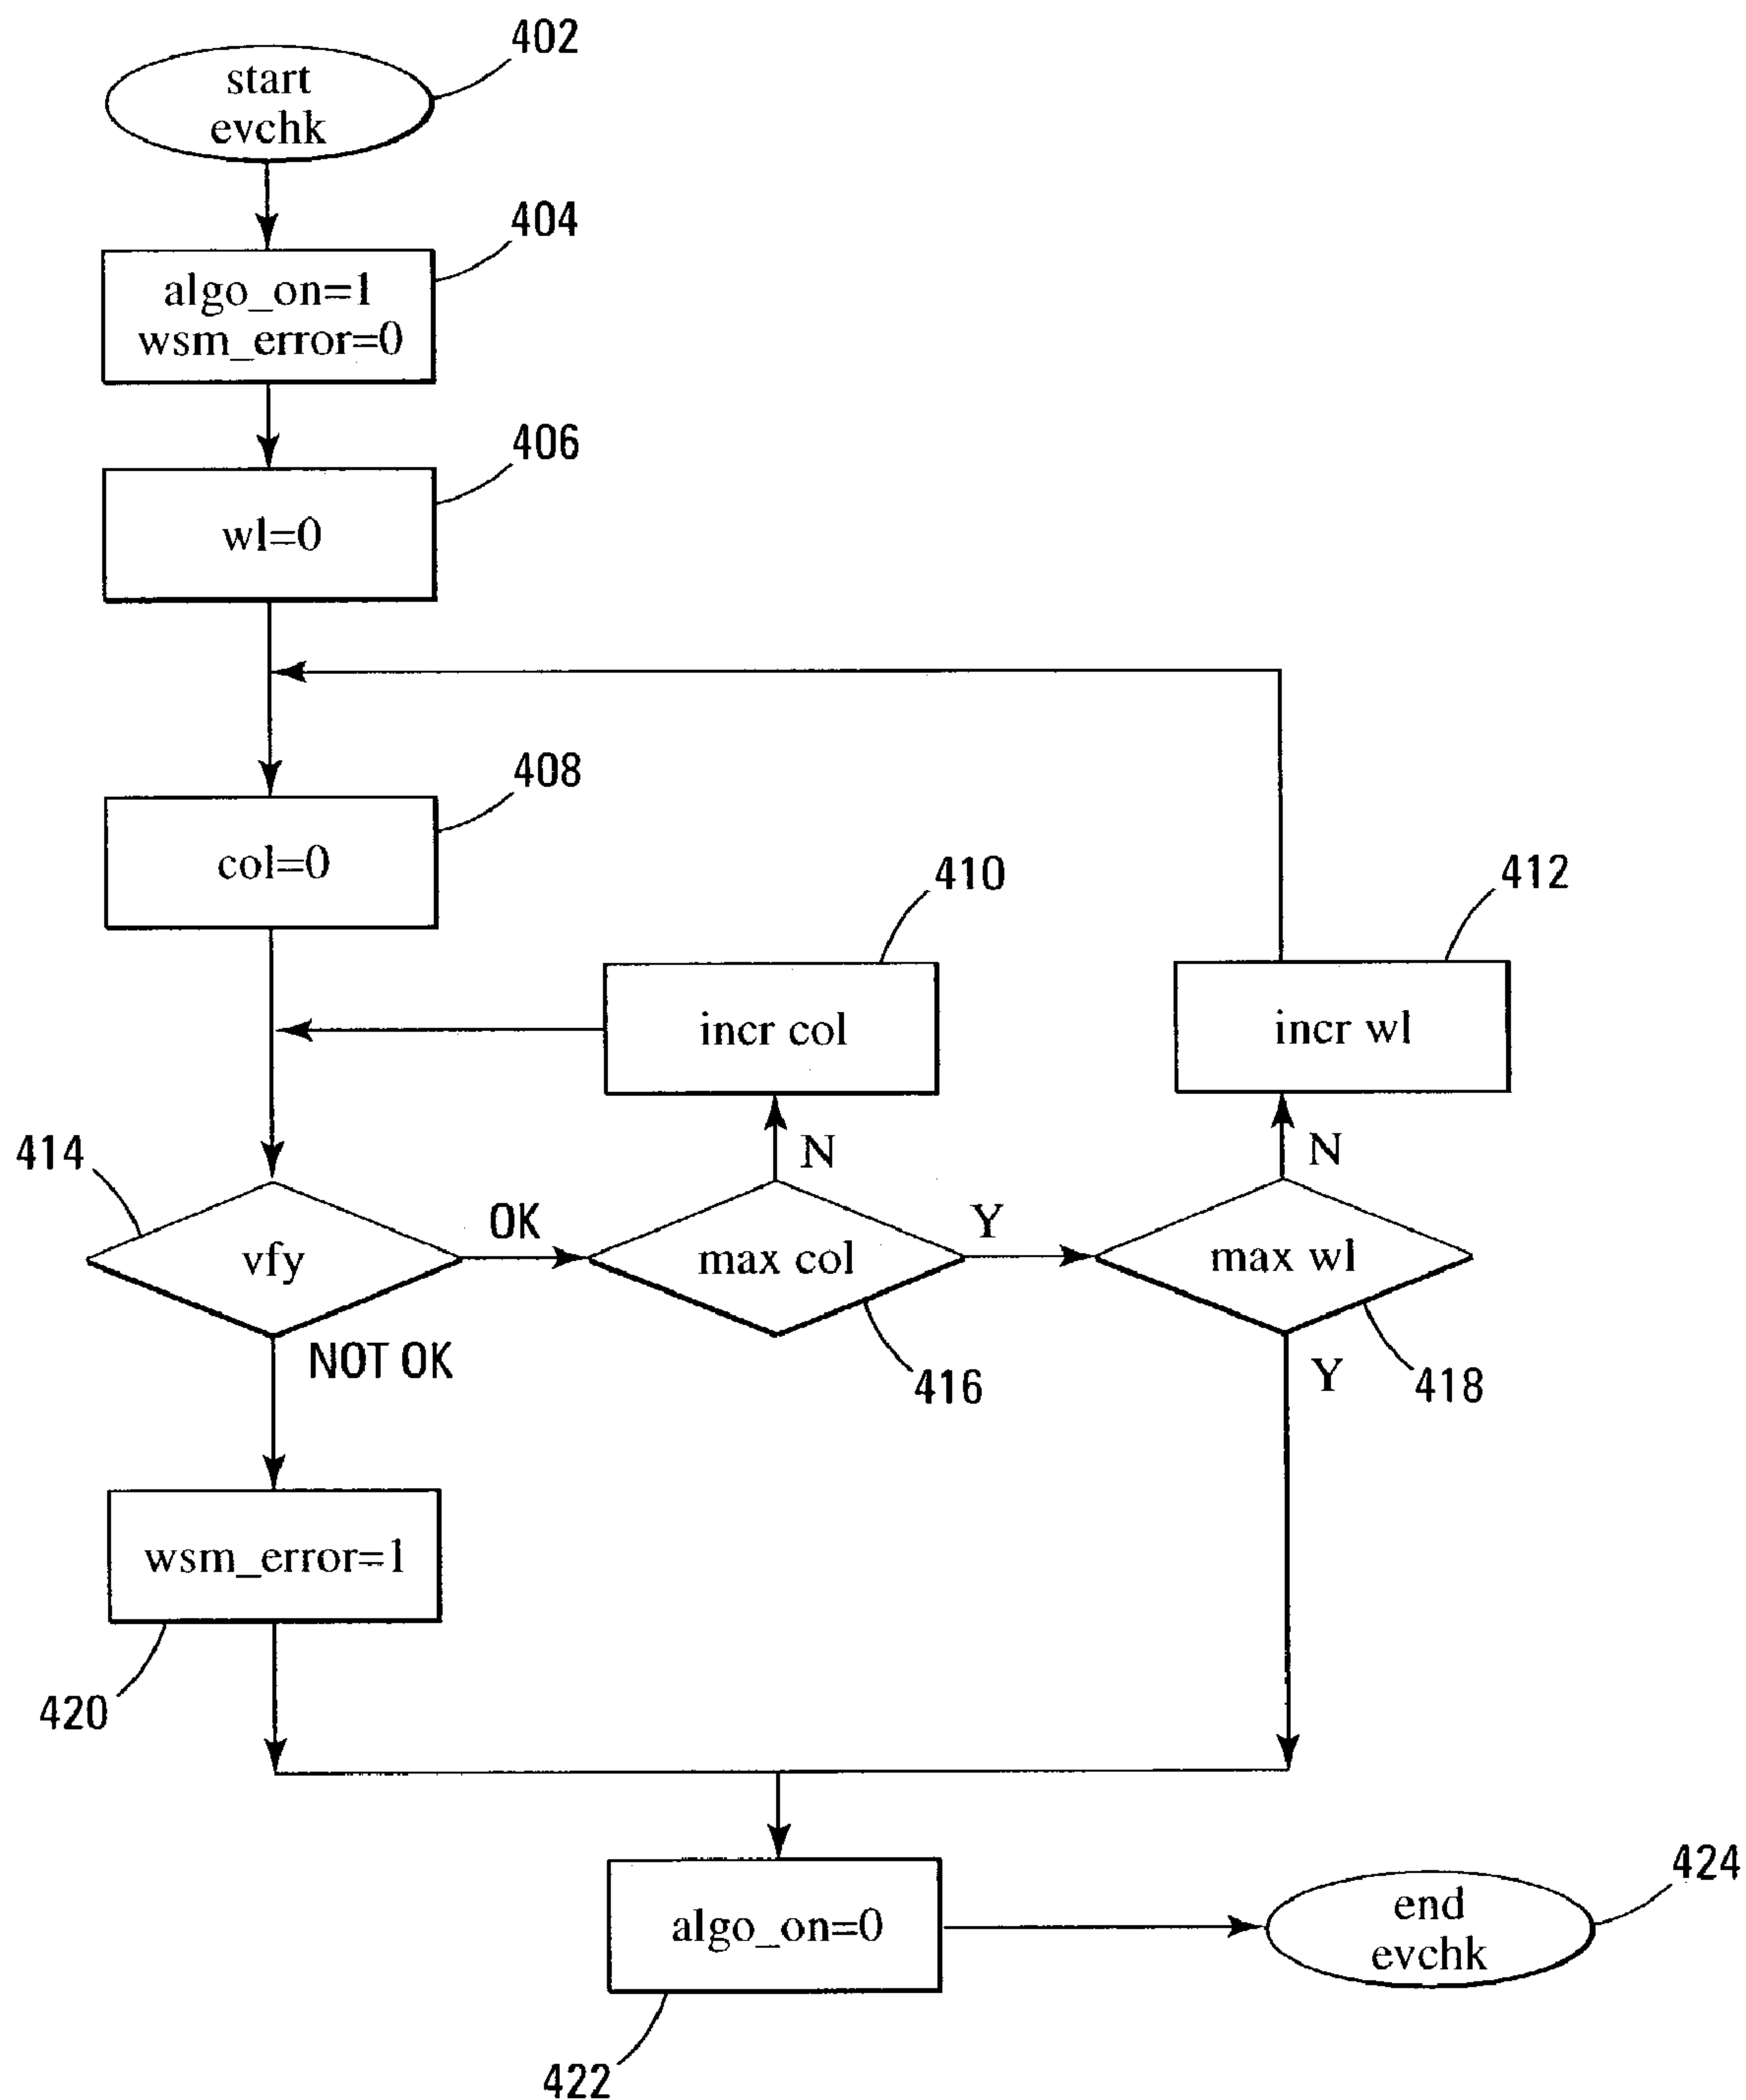 402
start
evchk
404
algo_on=1
wsm_error=0
406
wl=0
408
col=0
410
incr col
412
incr wl
414
vfy
OK
NOT OK
N
max col
Y
416
N
max wl
Y
418
wsm_error=1
420
algo_on=0
422
end
evchk
424